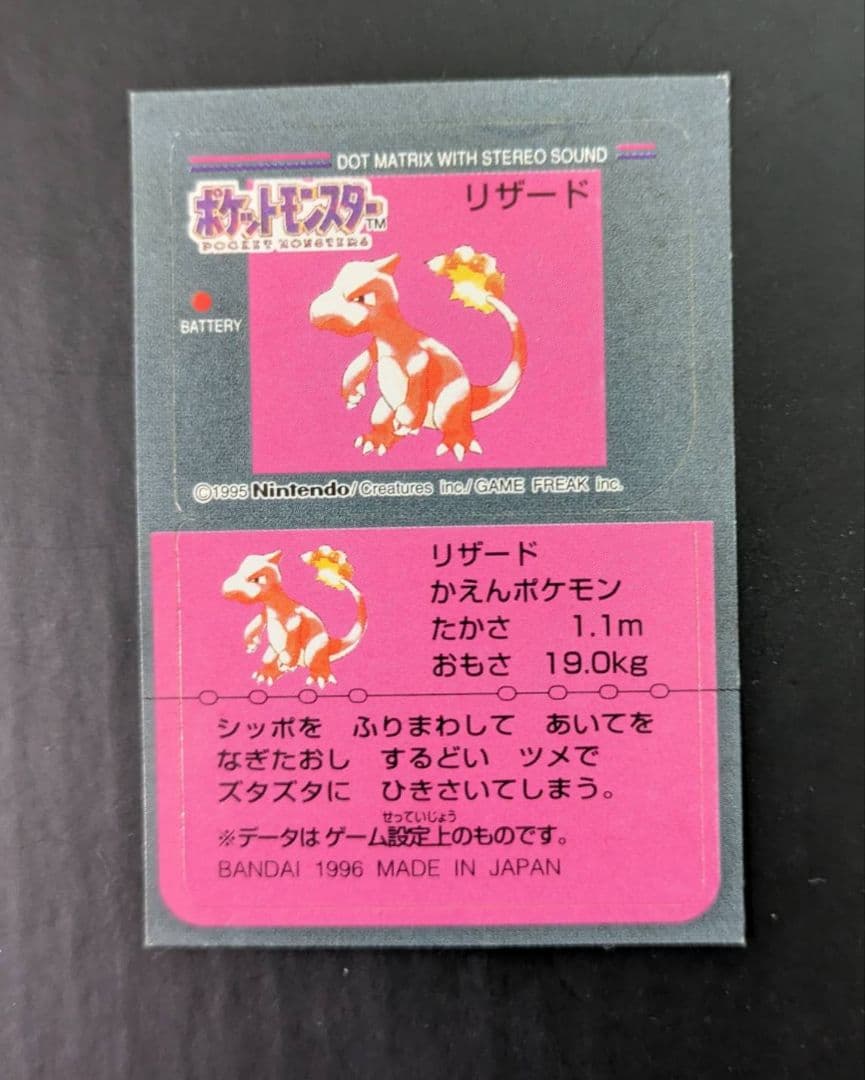 DOT MATRIX WITH STEREO SOUND
ポケットモンスター™
POCKET MONSTERS
リザード
BATTERY
©1995 Nintendo/Creatures inc./GAME FREAK inc.
リザード
かえんポケモン
たかさ 1.1m
おもさ 19.0kg
シッポを ふりまわして あいてを
なぎたおし するどい ツメで
ズタズタに ひきさいてしまう。
せっていじょう
※データは ゲーム設定上のものです。
BANDAI 1996 MADE IN JAPAN